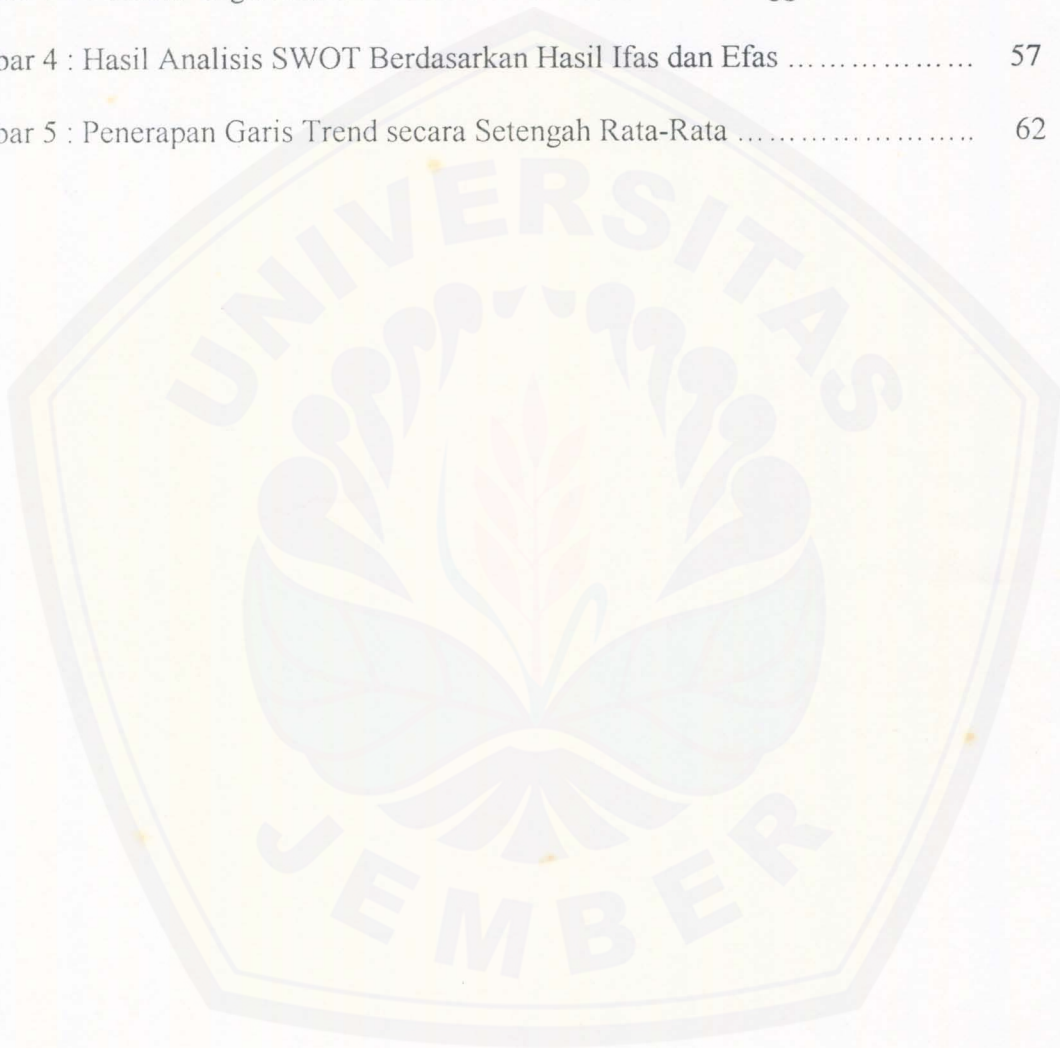 bar 4 : Hasil Analisis SWOT Berdasarkan Hasil Ifas dan Efas .................. 57
bar 5 : Penerapan Garis Trend secara Setengah Rata-Rata ....................... 62
UNIVERSITAS
JEMBER